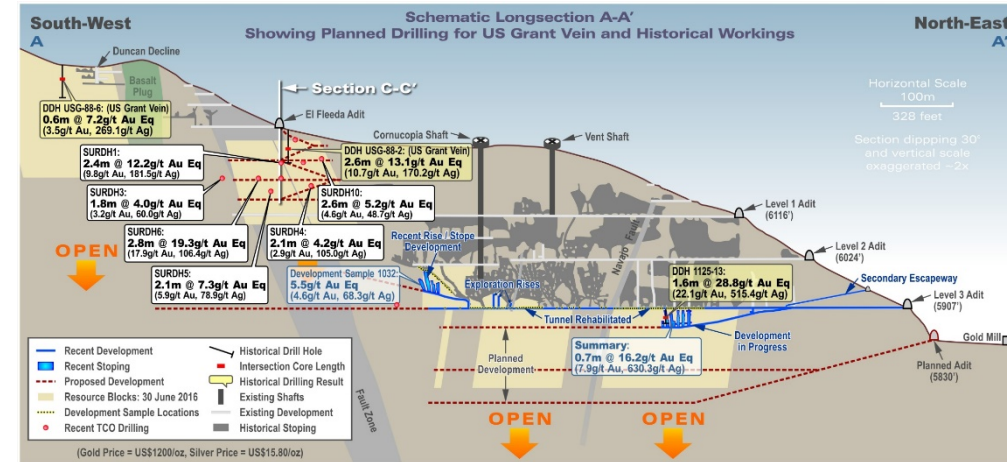 Schematic Longsection A-A'
Showing Planned Drilling for US Grant Vein and Historical Workings
South-West
A
North-East
A'
Duncan Decline
Basalt
Plug
Section C-C'
El Fleeda Adit
Horizontal Scale
100m
328 feet
Section dippping 30'
and vertical scale
exaggerated ~2x
DDH USG-88-6: (US Grant Vein)
0.6m @ 7.2g/t Au Eq
(3.5g/t Au, 269.1g/t Ag)
Cornucopia Shaft
Vent Shaft
SURDH1:
2.4m @ 12.2g/t Au Eq
(9.8g/t Au, 181.5g/t Ag)
DDH USG-88-2: (US Grant Vein)
2.6m @ 13.1g/t Au Eq
(10.7g/t Au, 170.2g/t Ag)
SURDH3:
1.8m @ 4.0g/t Au Eq
(3.2g/t Au, 60.0g/t Ag)
SURDH10:
2.6m @ 5.2g/t Au Eq
(4.6g/t Au, 48.7g/t Ag)
Level 1 Adit
(6116')
SURDH6:
2.8m @ 19.3g/t Au Eq
(17.9g/t Au, 106.4g/t Ag)
SURDH4:
2.1m @ 4.2g/t Au Eq
(2.9g/t Au, 105.0g/t Ag)
Recent Rise / Stope
Development
Navajo Fault
Level 2 Adit
(6024')
OPEN
SURDH5:
2.1m @ 7.3g/t Au Eq
(5.9g/t Au, 78.9g/t Ag)
Development Sample 1032:
5.5g/t Au Eq
(4.6g/t Au, 68.3g/t Ag)
Exploration Rises
DDH 1125-13:
1.6m @ 28.8g/t Au Eq
(22.1g/t Au, 515.4g/t Ag)
Secondary Escapeway
Level 3 Adit
(5907')
Tunnel Rehabilitated
Development
in Progress
Gold Mill
Summary:
0.7m @ 16.2g/t Au Eq
(7.9g/t Au, 630.3g/t Ag)
Planned
Development
Planned Adit
(5830')
Fault Zone
OPEN
OPEN
Recent Development
Recent Stoping
Proposed Development
Resource Blocks: 30 June 2016
Development Sample Locations
Recent TCO Drilling
Historical Drill Hole
Intersection Core Length
Historical Drilling Result
Existing Shafts
Existing Development
Historical Stoping
(Gold Price = US$1200/oz, Silver Price = US$15.80/oz)